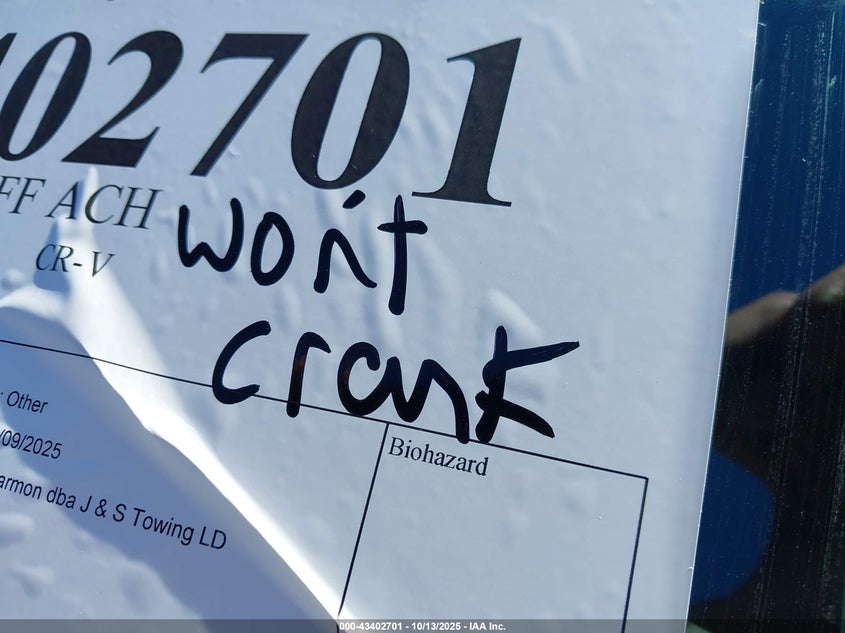 402701
FF ACH
CR-V
won't
crank
: Other
/09/2025
armon dba J & S Towing LD
Biohazard
000-43402701 - 10/13/2025 - IAA Inc.